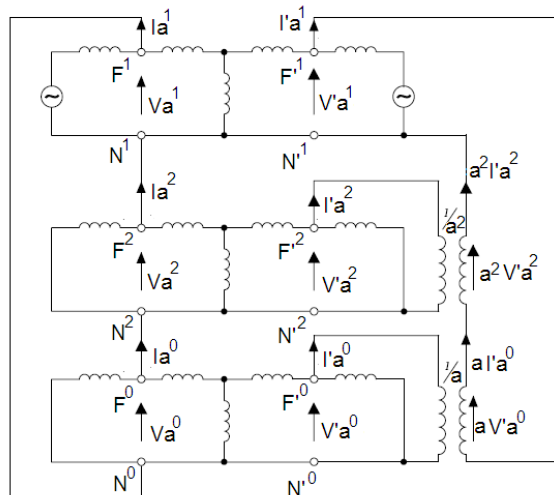 Ia¹ I'a¹
F¹ F'¹
~ Va¹ V'a¹ ~
N¹ N'¹
a²I'a²
Ia² I'a² 1/a²
F² F'²
Va² V'a² a²V'a²
N² N'²
Ia⁰ I'a⁰ 1/a aI'a⁰
F⁰ F'⁰
Va⁰ V'a⁰ aV'a⁰
N⁰ N'⁰